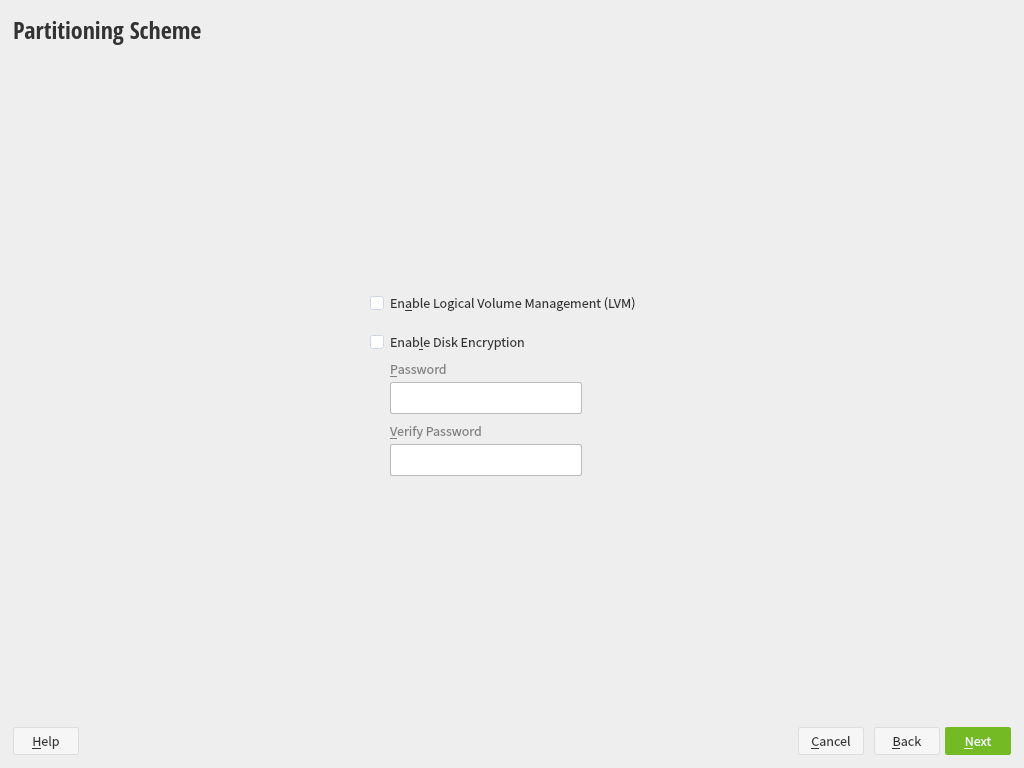 Partitioning Scheme
Enable Logical Volume Management (LVM)
Enable Disk Encryption
Password
Verify Password
Help
Cancel
Back
Next